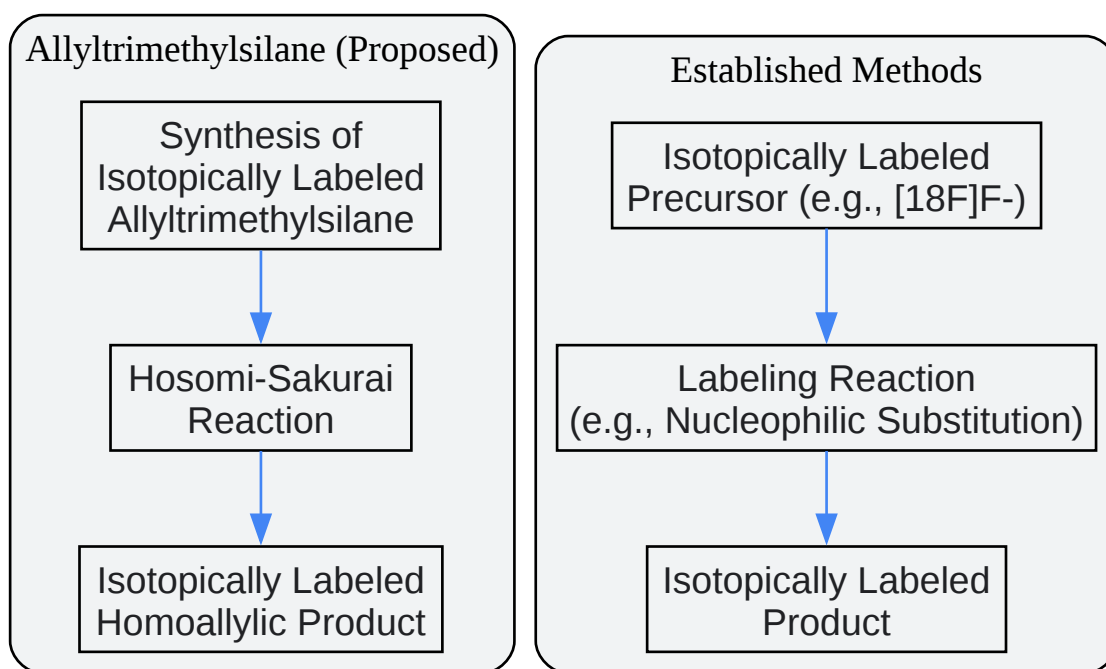 Allyltrimethylsilane (Proposed)
Synthesis of
Isotopically Labeled
Allyltrimethylsilane
Hosomi-Sakurai
Reaction
Isotopically Labeled
Homoallylic Product
Established Methods
Isotopically Labeled
Precursor (e.g., [18F]F-)
Labeling Reaction
(e.g., Nucleophilic Substitution)
Isotopically Labeled
Product